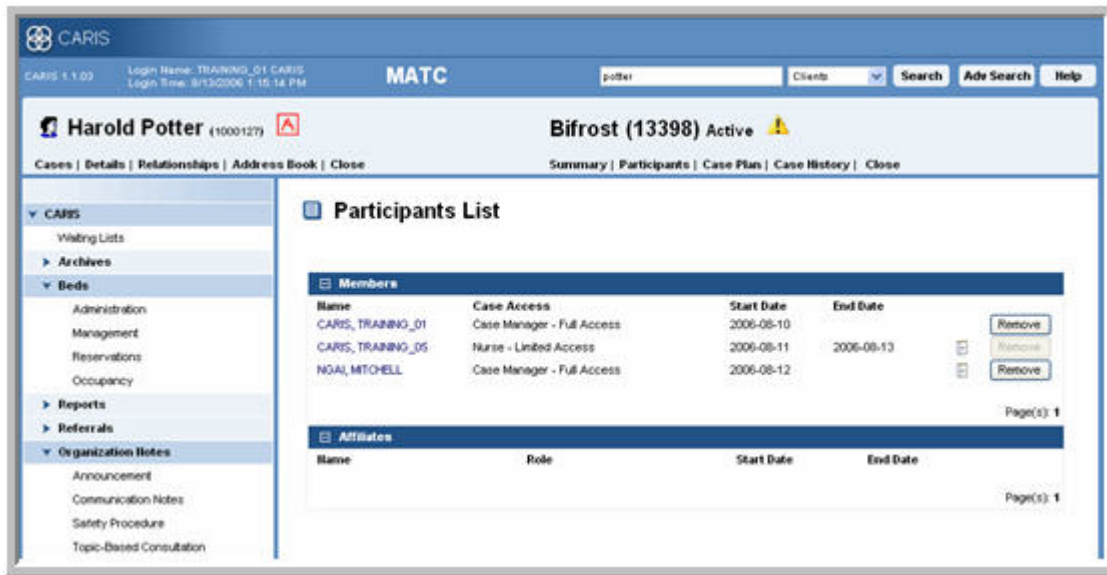 CARIS
CARIS 1.1.03
Login Name: TRAINING_01 CARIS
Login Time: 8/13/2006 1:15:14 PM
MATC
potter
Clients
Search
Adv Search
Help
Harold Potter (1000127)
Bifrost (13398) Active
Cases | Details | Relationships | Address Book | Close
Summary | Participants | Case Plan | Case History | Close
CARIS
Waiting Lists
Archives
Beds
Administration
Management
Reservations
Occupancy
Reports
Referrals
Organization Notes
Announcement
Communication Notes
Safety Procedure
Topic-Based Consultation
Participants List
Members
Name Case Access Start Date End Date
CARIS, TRAINING_01 Case Manager - Full Access 2006-08-10 Remove
CARIS, TRAINING_05 Nurse - Limited Access 2006-08-11 2006-08-13 Remove
NGAI, MITCHELL Case Manager - Full Access 2006-08-12 Remove
Page(s): 1
Affiliates
Name Role Start Date End Date
Page(s): 1